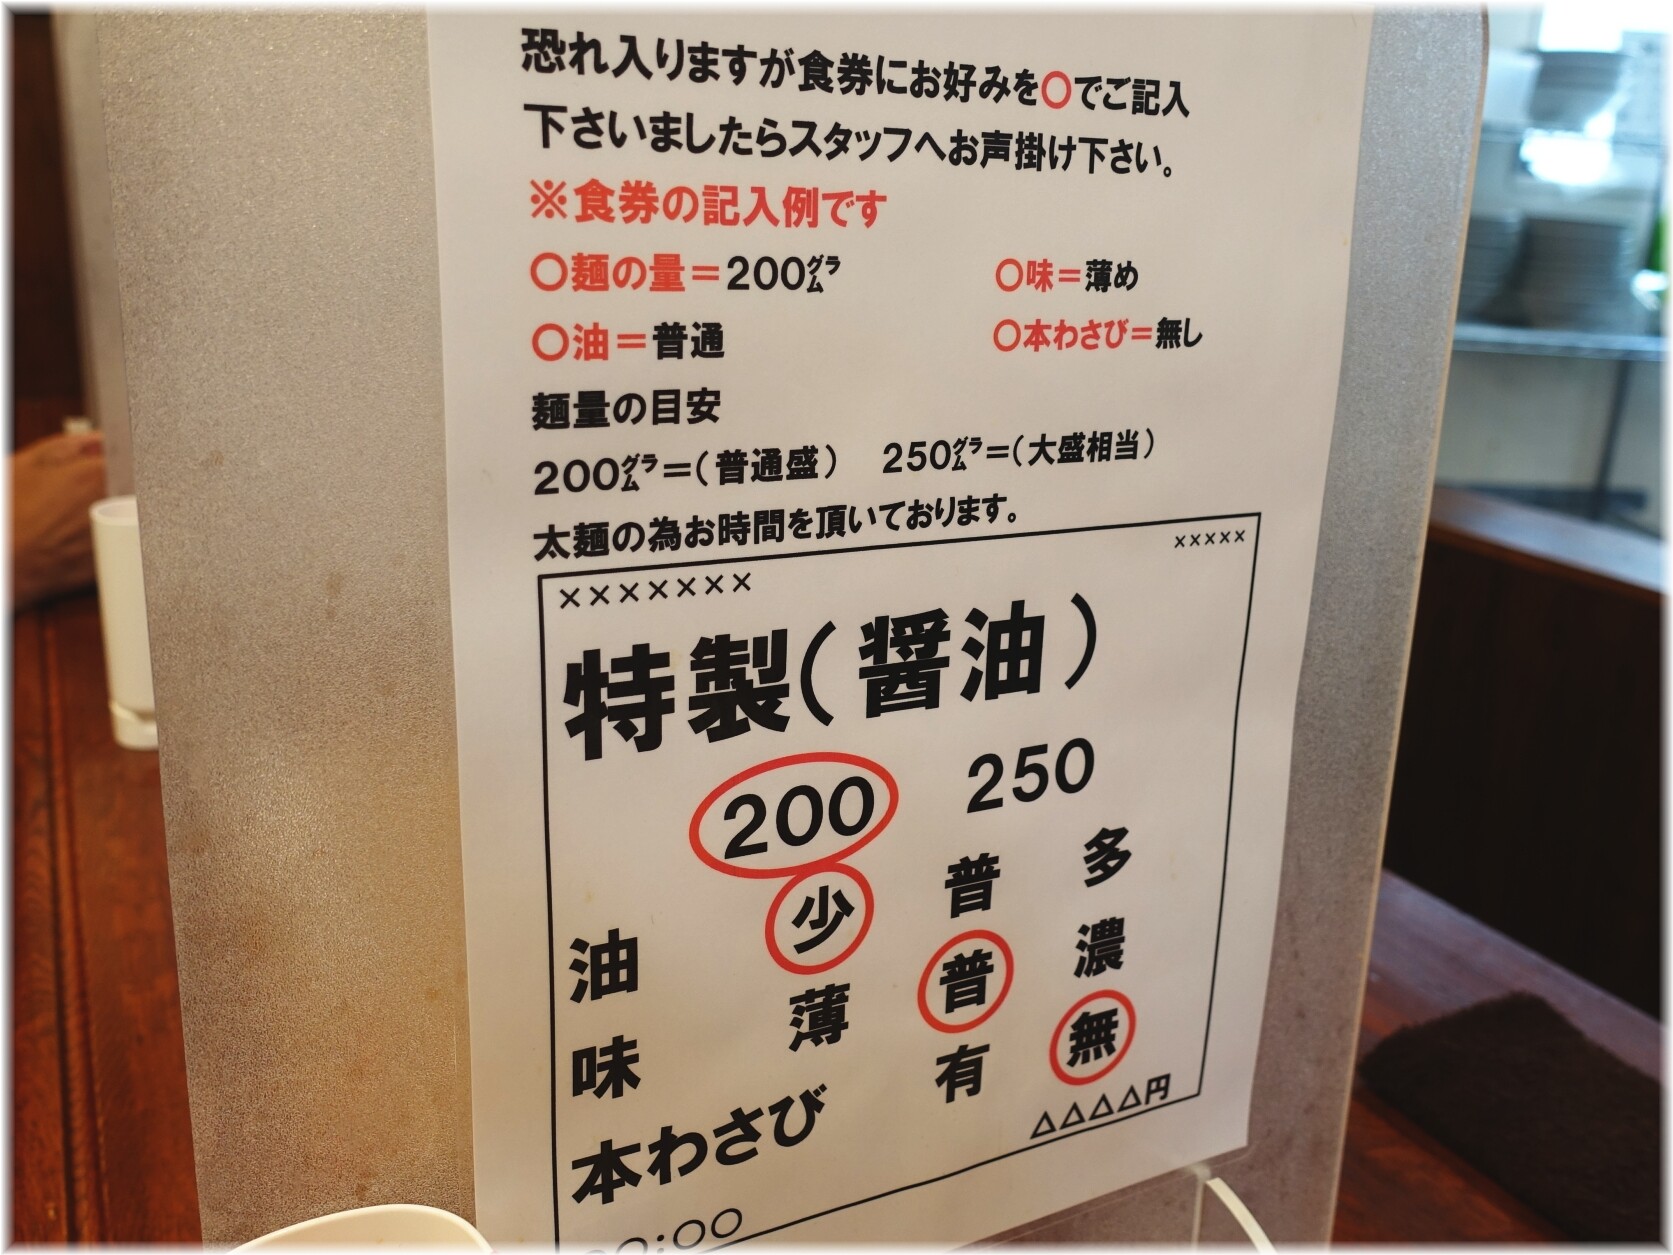 恐れ入りますが食券にお好みを〇でご記入
下さいましたらスタッフへお声掛け下さい。
※食券の記入例です
〇麺の量＝200㌘ 〇味＝薄め
〇油＝普通 〇本わさび＝無し
麺量の目安
200㌘＝（普通盛） 250㌘＝（大盛相当）
太麺の為お時間を頂いております。
××××××× ×××××
特製（醤油）
200 250
油 少 普 多
味 薄 普 濃
本わさび 有 無
△△△△円
:〇〇